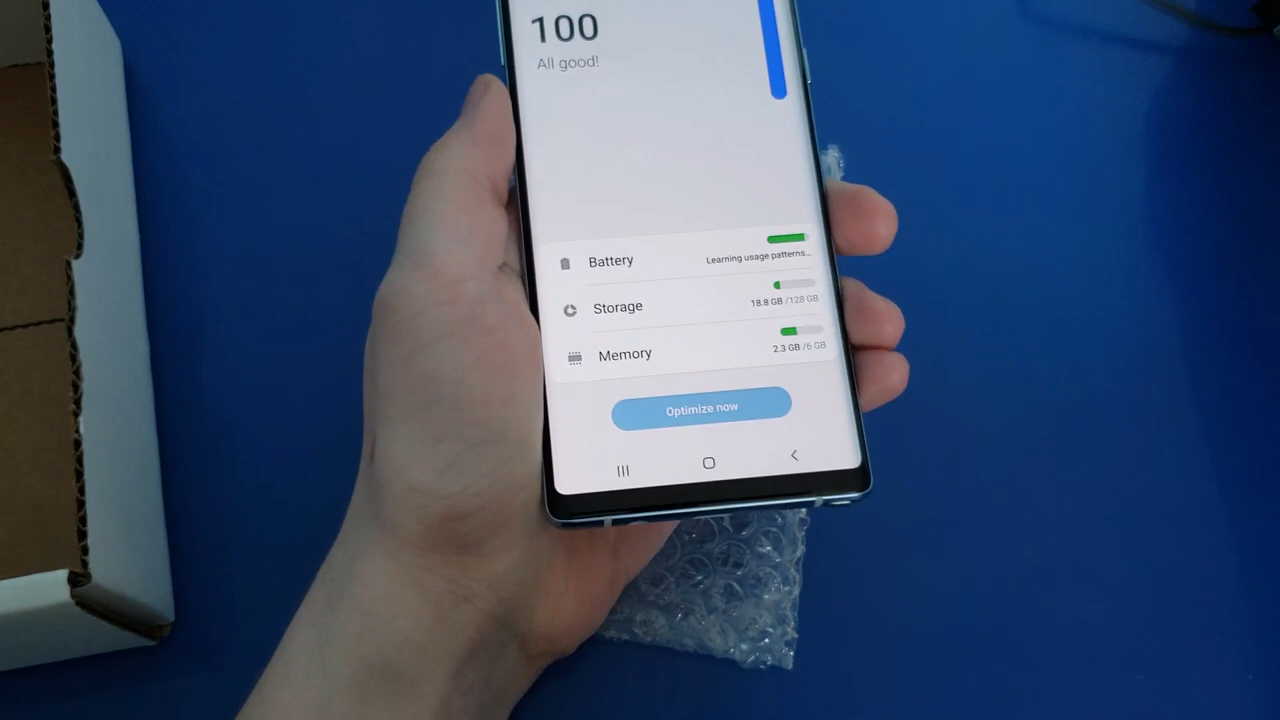 100
All good!
Battery
Learning usage patterns...
Storage
18.8 GB /128 GB
Memory
2.3 GB /6 GB
Optimize now